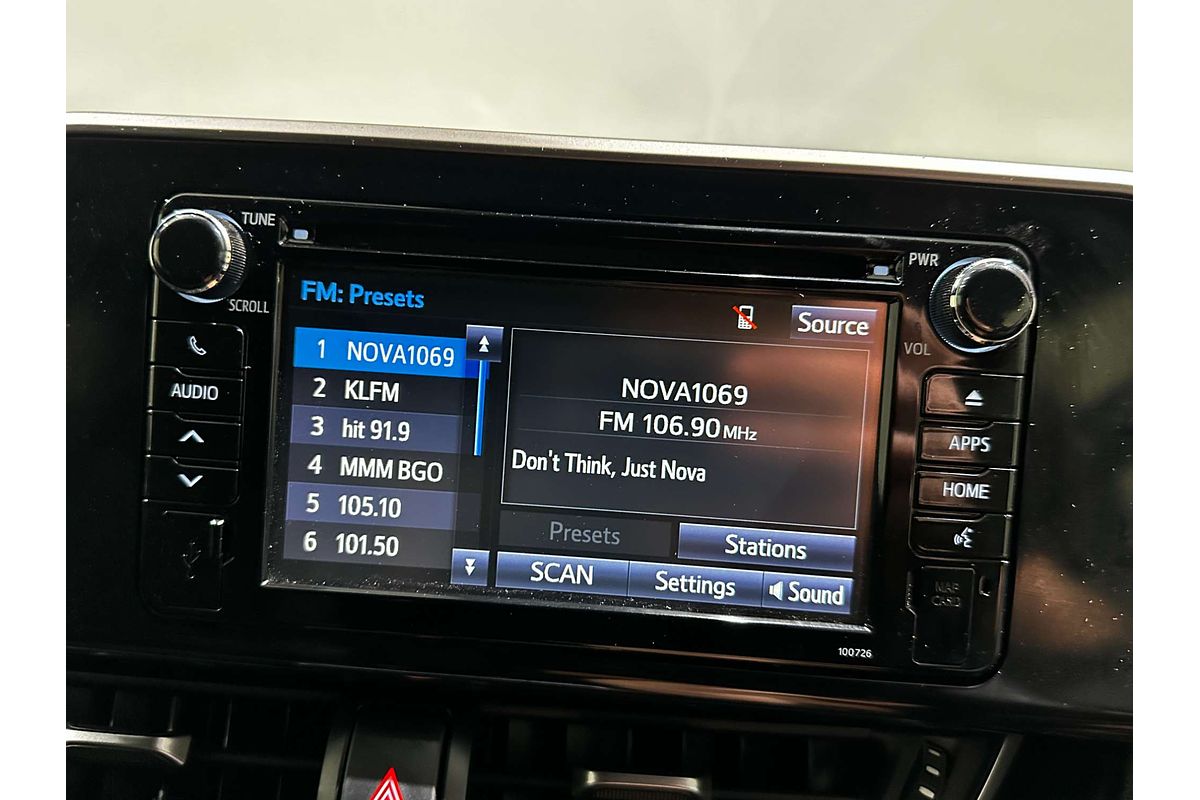 TUNE
PWR
SCROLL
VOL
FM: Presets
Source
1 NOVA1069
2 KLFM
3 hit 91.9
4 MMM BGO
5 105.10
6 101.50
NOVA1069
FM 106.90 MHz
Don't Think, Just Nova
Presets
Stations
SCAN
Settings
Sound
AUDIO
APPS
HOME
MAP
CARD
100726